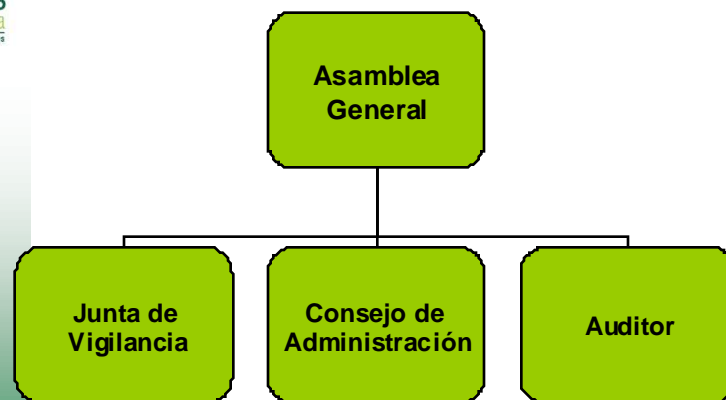 Asamblea
General
Junta de
Vigilancia
Consejo de
Administración
Auditor